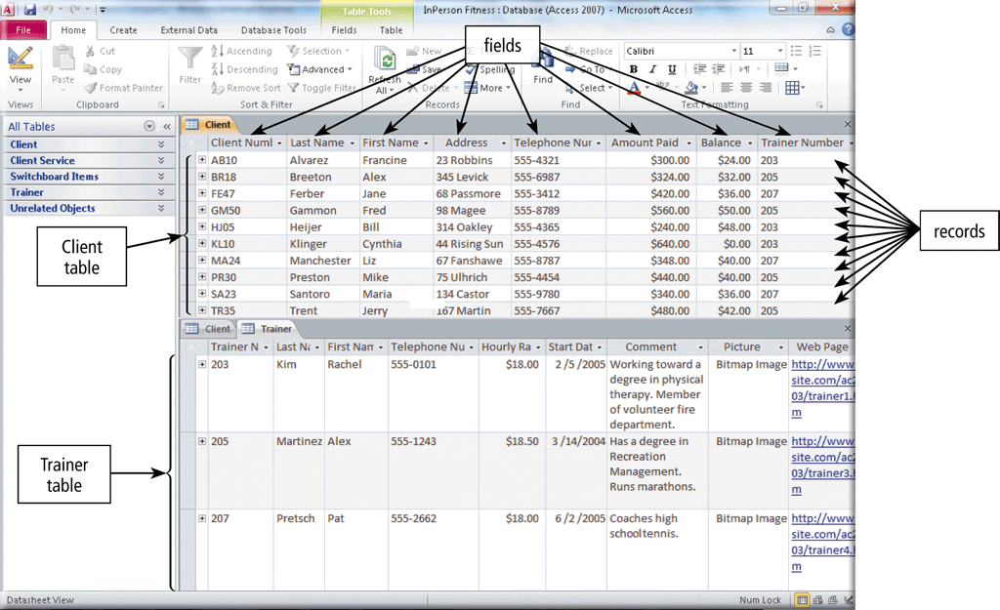 Table Tools
InPerson Fitness : Database (Access 2007) - Microsoft Access
File Home Create External Data Database Tools Fields Table
View
Views
Paste
Cut
Copy
Format Painter
Clipboard
Filter
Ascending
Descending
Remove Sort
Selection
Advanced
Toggle Filter
Sort & Filter
Refresh
All
New
Save
Delete
Spelling
More
Records
Find
Replace
Go To
Select
Find
Calibri 11
B I U
A
Text Formatting
fields
All Tables
Client
Client Service
Switchboard Items
Trainer
Unrelated Objects
Client
Client Numl Last Name First Name Address Telephone Nur Amount Paid Balance Trainer Number
AB10 Alvarez Francine 23 Robbins 555-4321 $300.00 $24.00 203
BR18 Breeton Alex 345 Levick 555-6987 $324.00 $32.00 205
FE47 Ferber Jane 68 Passmore 555-3412 $420.00 $36.00 207
GM50 Gammon Fred 98 Magee 555-8789 $560.00 $50.00 205
HJ05 Heijer Bill 314 Oakley 555-4365 $240.00 $48.00 203
KL10 Klinger Cynthia 44 Rising Sun 555-4576 $640.00 $0.00 203
MA24 Manchester Liz 67 Fanshawe 555-8787 $348.00 $40.00 207
PR30 Preston Mike 75 Ulhrich 555-4454 $440.00 $40.00 205
SA23 Santoro Maria 134 Castor 555-9780 $340.00 $36.00 207
TR35 Trent Jerry 167 Martin 555-7667 $480.00 $42.00 205
Client
table
records
Client Trainer
Trainer N Last Na First Nam Telephone Nu Hourly Ra Start Dat Comment Picture Web Page
203 Kim Rachel 555-0101 $18.00 2 /5 /2005 Working toward a Bitmap Image http://www
degree in physical site.com/ac2
therapy. Member 03/trainer1.h
of volunteer fire m
department.
205 Martinez Alex 555-1243 $18.50 3 /14/2004 Has a degree in Bitmap Image http://www
Recreation site.com/ac2
Management. 03/trainer3.h
Runs marathons. m
207 Pretsch Pat 555-2662 $18.00 6 /2 /2005 Coaches high Bitmap Image http://www
school tennis. site.com/ac2
03/trainer4.h
m
Trainer
table
Datasheet View
Num Lock